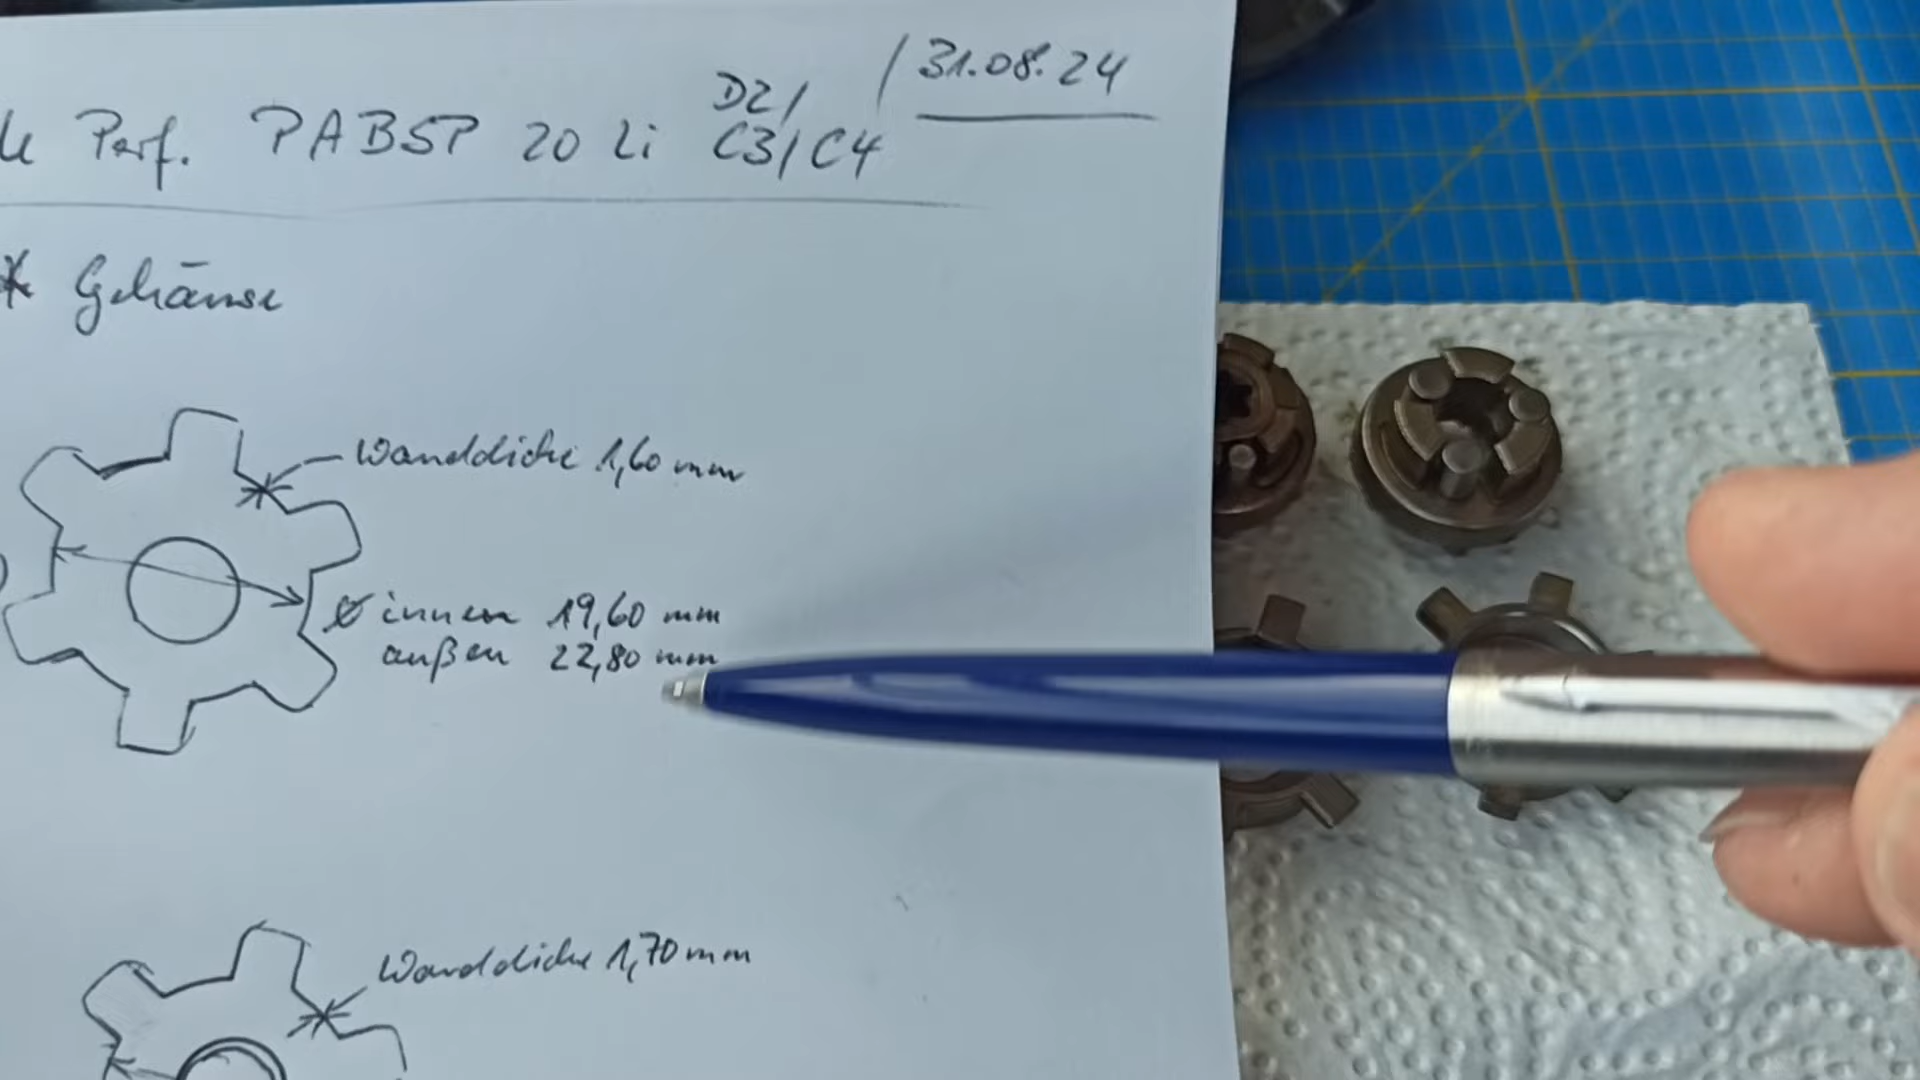 Perf. PABSP 20 Li D2/ C3/C4 / 31.08.24
* Gehäuse
Wanddicke 1,60 mm
ø innen 19,60 mm
außen 22,80 mm
Wanddicke 1,70 mm